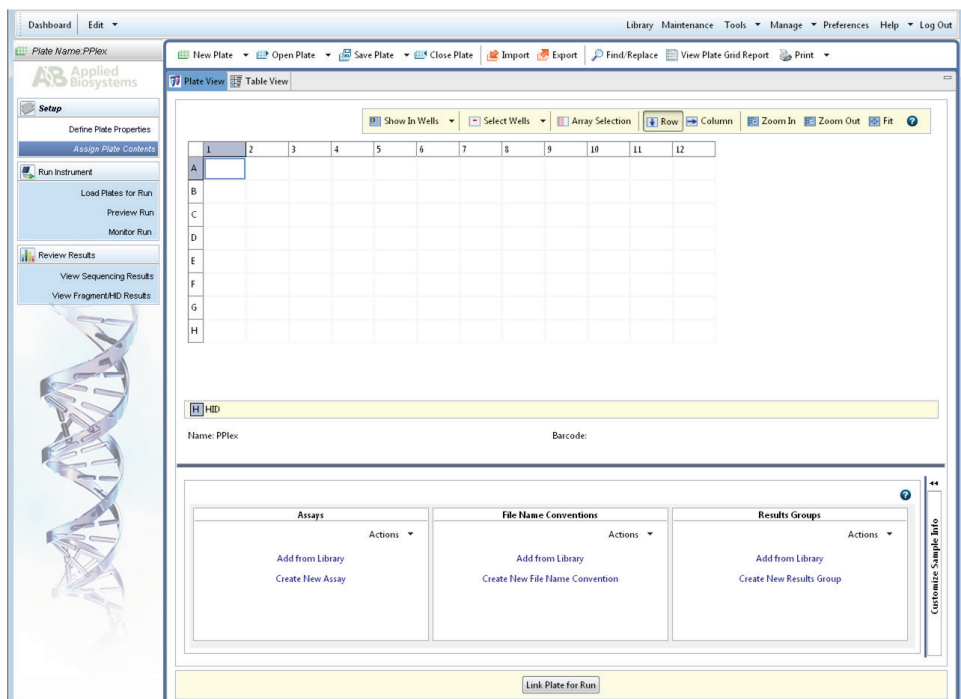 Dashboard Edit Library Maintenance Tools Manage Preferences Help Log Out
Plate Name:PPlex
New Plate Open Plate Save Plate Close Plate Import Export Find/Replace View Plate Grid Report Print
AB Applied
Biosystems
Plate View Table View
Setup
Define Plate Properties
Assign Plate Contents
Run Instrument
Load Plates for Run
Preview Run
Monitor Run
Review Results
View Sequencing Results
View Fragment/HID Results
Show In Wells Select Wells Array Selection Row Column Zoom In Zoom Out Fit ?
1 2 3 4 5 6 7 8 9 10 11 12
A
B
C
D
E
F
G
H
H HID
Name: PPlex Barcode:
?
Assays
Actions
Add from Library
Create New Assay
File Name Conventions
Actions
Add from Library
Create New File Name Convention
Results Groups
Actions
Add from Library
Create New Results Group
Customize Sample Info
Link Plate for Run